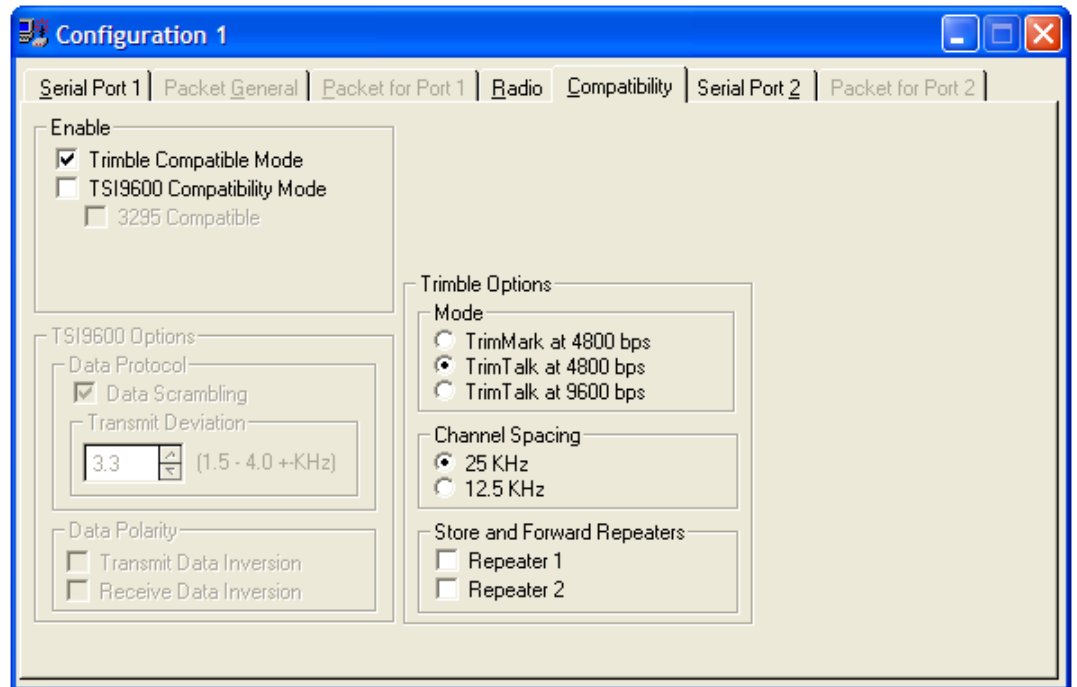 Configuration 1
Serial Port 1 Packet General Packet for Port 1 Radio Compatibility Serial Port 2 Packet for Port 2
Enable
Trimble Compatible Mode
TSI9600 Compatibility Mode
3295 Compatible
TSI9600 Options
Data Protocol
Data Scrambling
Transmit Deviation
3.3 (1.5 - 4.0 +-KHz)
Data Polarity
Transmit Data Inversion
Receive Data Inversion
Trimble Options
Mode
TrimMark at 4800 bps
TrimTalk at 4800 bps
TrimTalk at 9600 bps
Channel Spacing
25 KHz
12.5 KHz
Store and Forward Repeaters
Repeater 1
Repeater 2